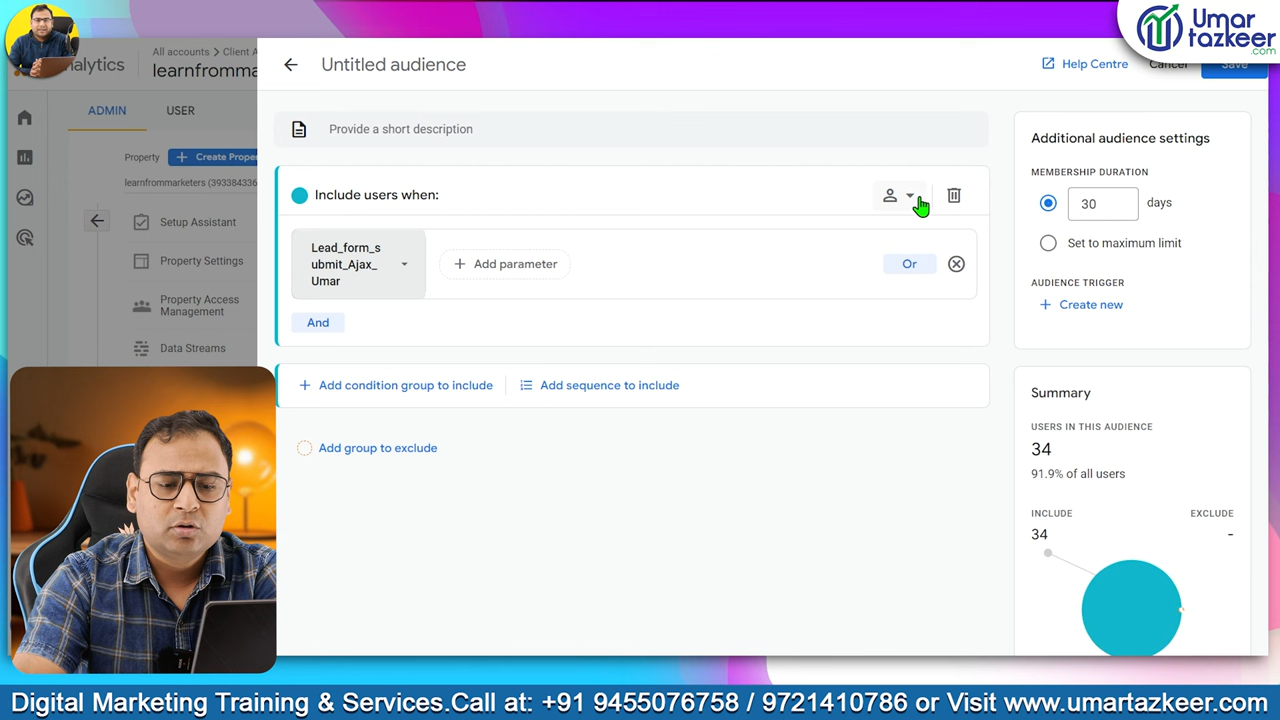 Umar
tazkeer
.com
All accounts > Client A
alytics
learnfromma
Untitled audience
Help Centre
Cancel
Save
ADMIN
USER
Provide a short description
Property
Create Proper
learnfrommarketers (393384336
Setup Assistant
Property Settings
Property Access
Management
Data Streams
Include users when:
Lead_form_s
ubmit_Ajax_
Umar
Add parameter
Or
And
Add condition group to include
Add sequence to include
Add group to exclude
Additional audience settings
MEMBERSHIP DURATION
30 days
Set to maximum limit
AUDIENCE TRIGGER
Create new
Summary
USERS IN THIS AUDIENCE
34
91.9% of all users
INCLUDE EXCLUDE
34 -
Digital Marketing Training & Services.Call at: +91 9455076758 / 9721410786 or Visit www.umartazkeer.com